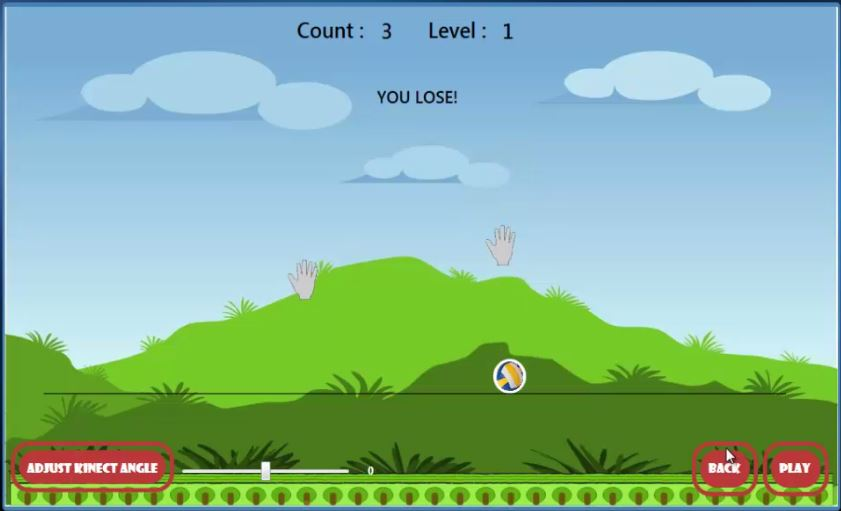 Count : 3 Level : 1
YOU LOSE!
ADJUST KINECT ANGLE 0 BACK PLAY